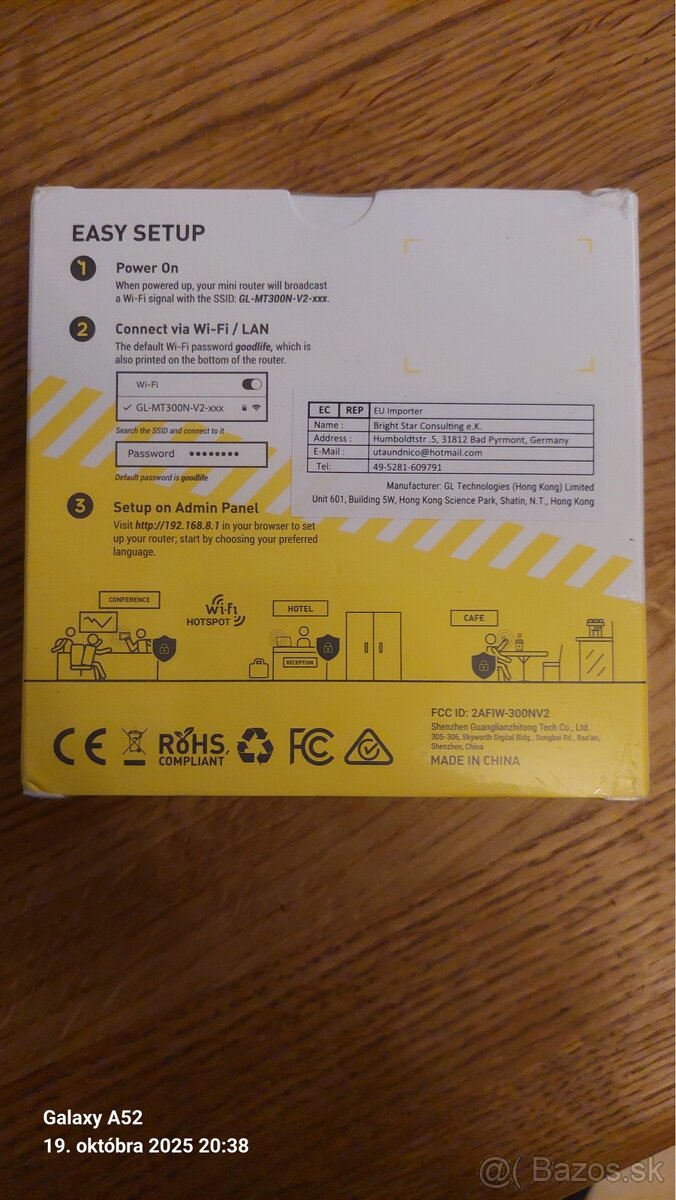 EASY SETUP
1 Power On
When powered up, your mini router will broadcast
a Wi-Fi signal with the SSID: GL-MT300N-V2-xxx.
2 Connect via Wi-Fi / LAN
The default Wi-Fi password goodlife, which is
also printed on the bottom of the router.
Wi-Fi
GL-MT300N-V2-xxx
Search the SSID and connect to it
Password ••••••••
Default password is goodlife
3 Setup on Admin Panel
Visit http://192.168.8.1 in your browser to set
up your router; start by choosing your preferred
language.
EC REP EU Importer
Name : Bright Star Consulting e.K.
Address : Humboldtstr .5, 31812 Bad Pyrmont, Germany
E-Mail : utaundnico@hotmail.com
Tel: 49-5281-609791
Manufacturer: GL Technologies (Hong Kong) Limited
Unit 601, Building 5W, Hong Kong Science Park, Shatin, N.T., Hong Kong
CONFERENCE
Wi-Fi
HOTSPOT
HOTEL
RECEPTION
CAFE
CE
RoHS
COMPLIANT
FC
FCC ID: 2AFIW-300NV2
Shenzhen Guanglianzhitong Tech Co., Ltd.
305-306, Skyworth Digital Bldg., Songbai Rd., Bao'an,
Shenzhen, China
MADE IN CHINA
Galaxy A52
19. októbra 2025 20:38
@( Bazos.sk